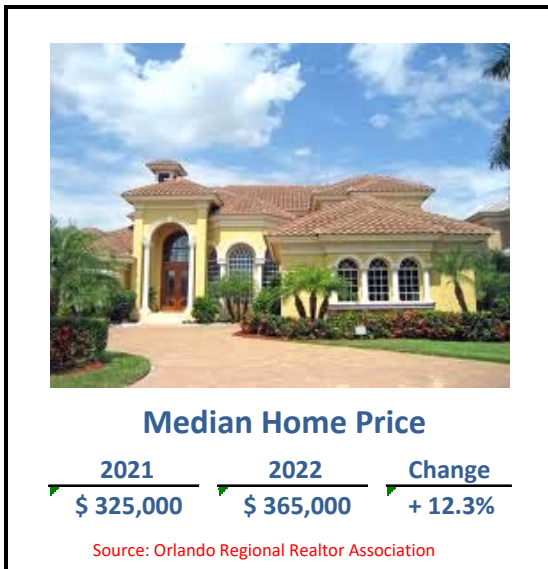 Median Home Price
2021 2022 Change
$ 325,000 $ 365,000 + 12.3%
Source: Orlando Regional Realtor Association